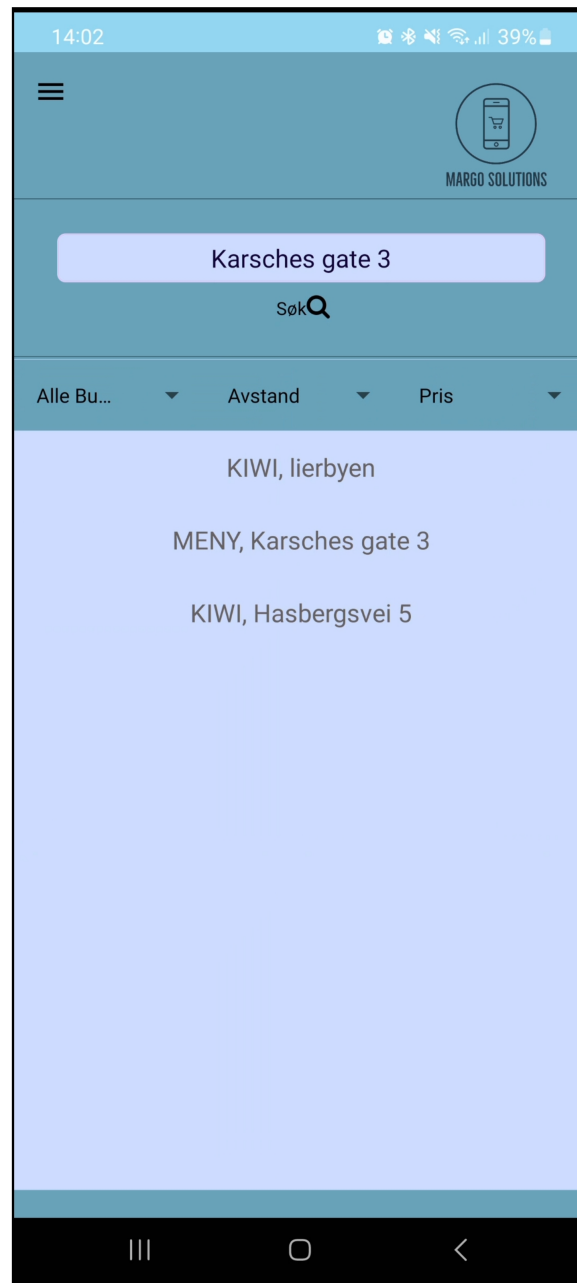 14:02 39%
MARGO SOLUTIONS
Karsches gate 3
Søk
Alle Bu... Avstand Pris
KIWI, lierbyen
MENY, Karsches gate 3
KIWI, Hasbergsvei 5